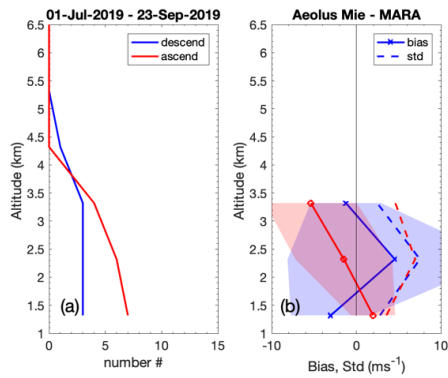 01-Jul-2019 - 23-Sep-2019
Aeolus Mie - MARA
6.5
6
5.5
5
4.5
4
3.5
3
2.5
2
1.5
1
Altitude (km)
descend
ascend
(a)
0
5
10
15
number #
6.5
6
5.5
5
4.5
4
3.5
3
2.5
2
1.5
1
Altitude (km)
bias
std
(b)
-10
0
10
Bias, Std (ms⁻¹)